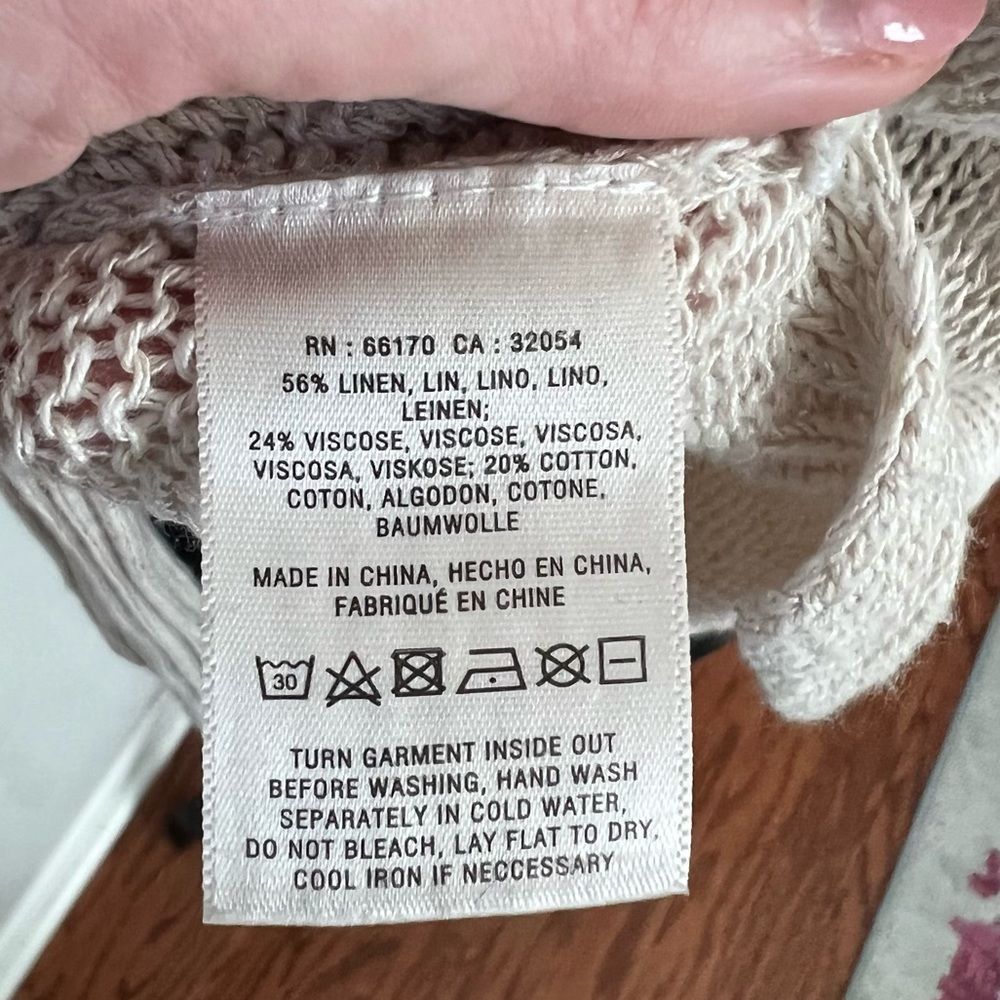 RN : 66170 CA : 32054
56% LINEN, LIN, LINO, LINO,
LEINEN;
24% VISCOSE, VISCOSE, VISCOSA,
VISCOSA, VISKOSE; 20% COTTON,
COTON, ALGODON, COTONE,
BAUMWOLLE
MADE IN CHINA, HECHO EN CHINA,
FABRIQUÉ EN CHINE
30
TURN GARMENT INSIDE OUT
BEFORE WASHING, HAND WASH
SEPARATELY IN COLD WATER,
DO NOT BLEACH, LAY FLAT TO DRY,
COOL IRON IF NECCESSARY